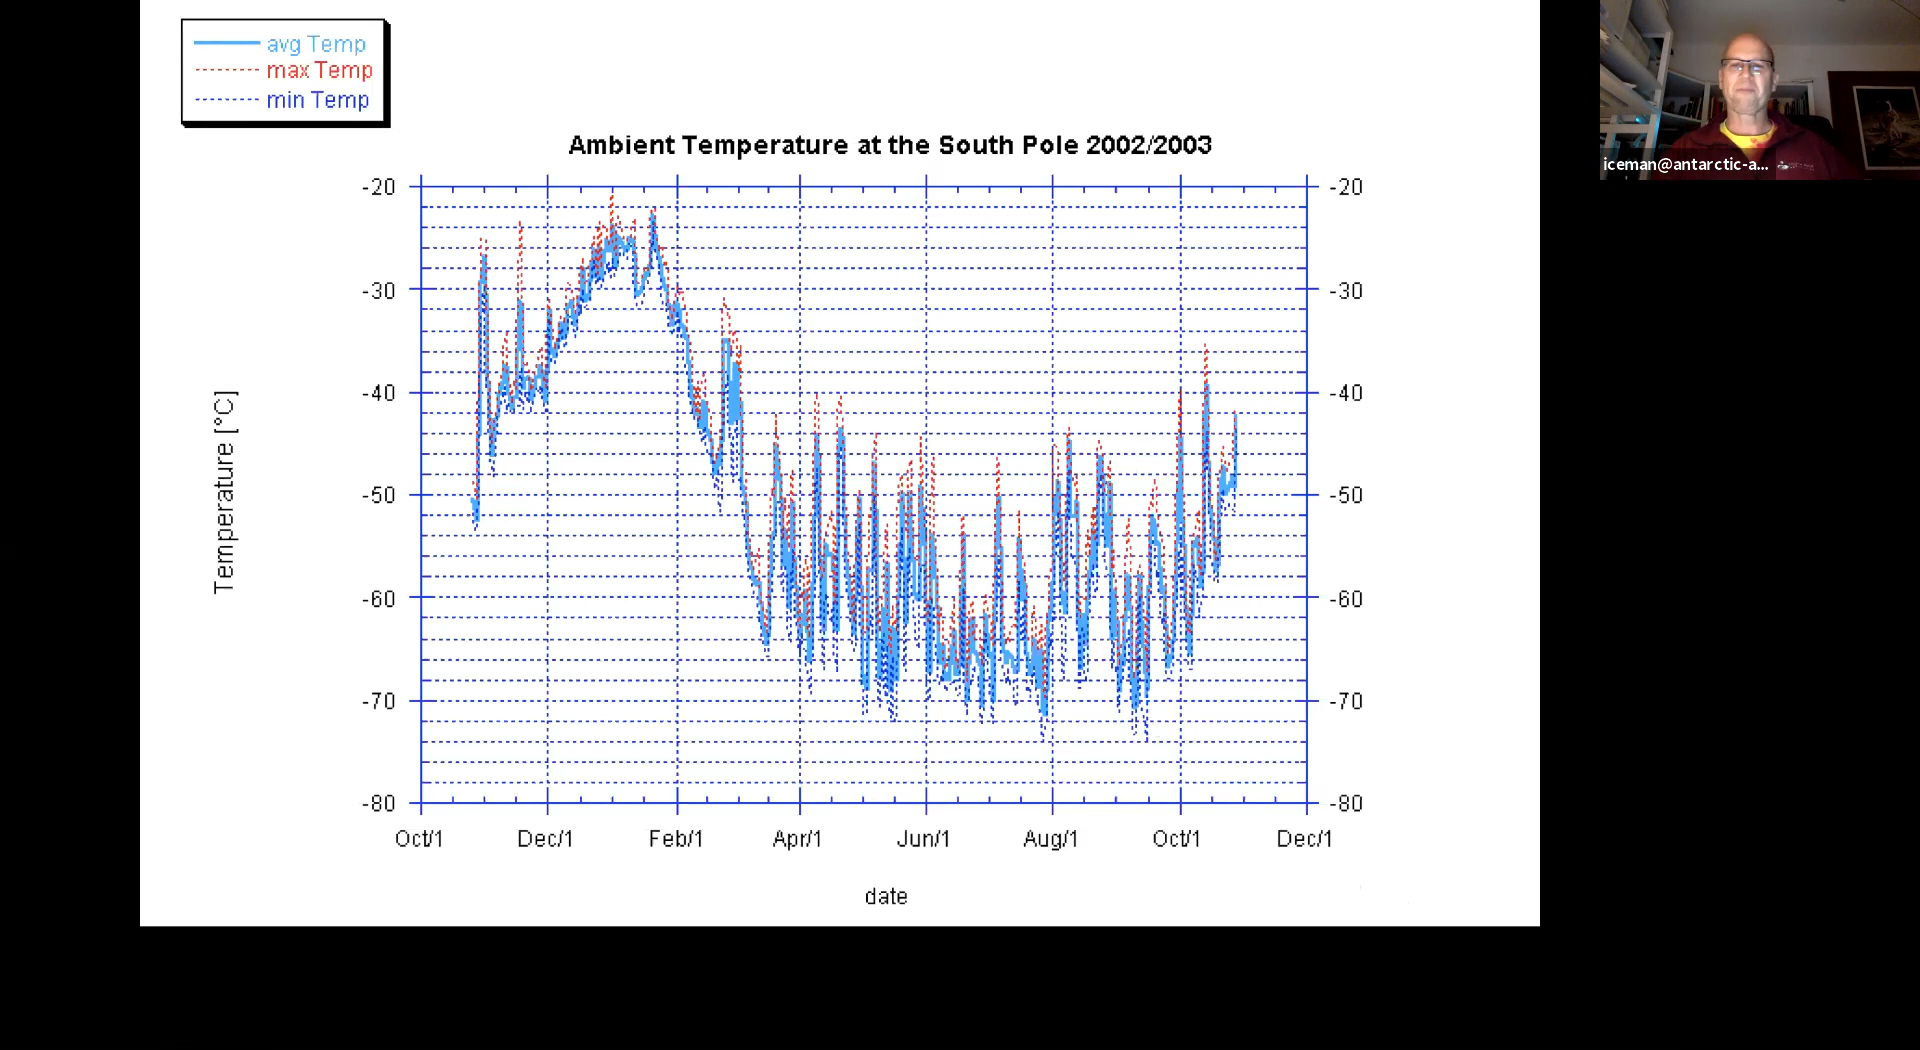 avg Temp
max Temp
min Temp
Ambient Temperature at the South Pole 2002/2003
-20
-30
-40
-50
-60
-70
-80
-20
-30
-40
-50
-60
-70
-80
Temperature [°C]
Oct/1 Dec/1 Feb/1 Apr/1 Jun/1 Aug/1 Oct/1 Dec/1
date
iceman@antarctic-a...